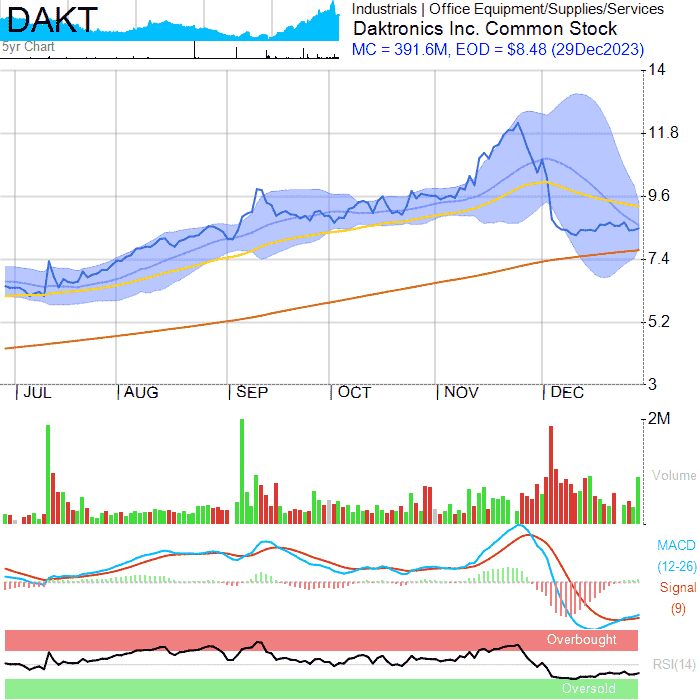 DAKT
5yr Chart
Industrials | Office Equipment/Supplies/Services
Daktronics Inc. Common Stock
MC = 391.6M, EOD = $8.48 (29Dec2023)
14
11.8
9.6
7.4
5.2
3
JUL AUG SEP OCT NOV DEC
2M
Volume
MACD
(12-26)
Signal
(9)
Overbought
RSI(14)
Oversold